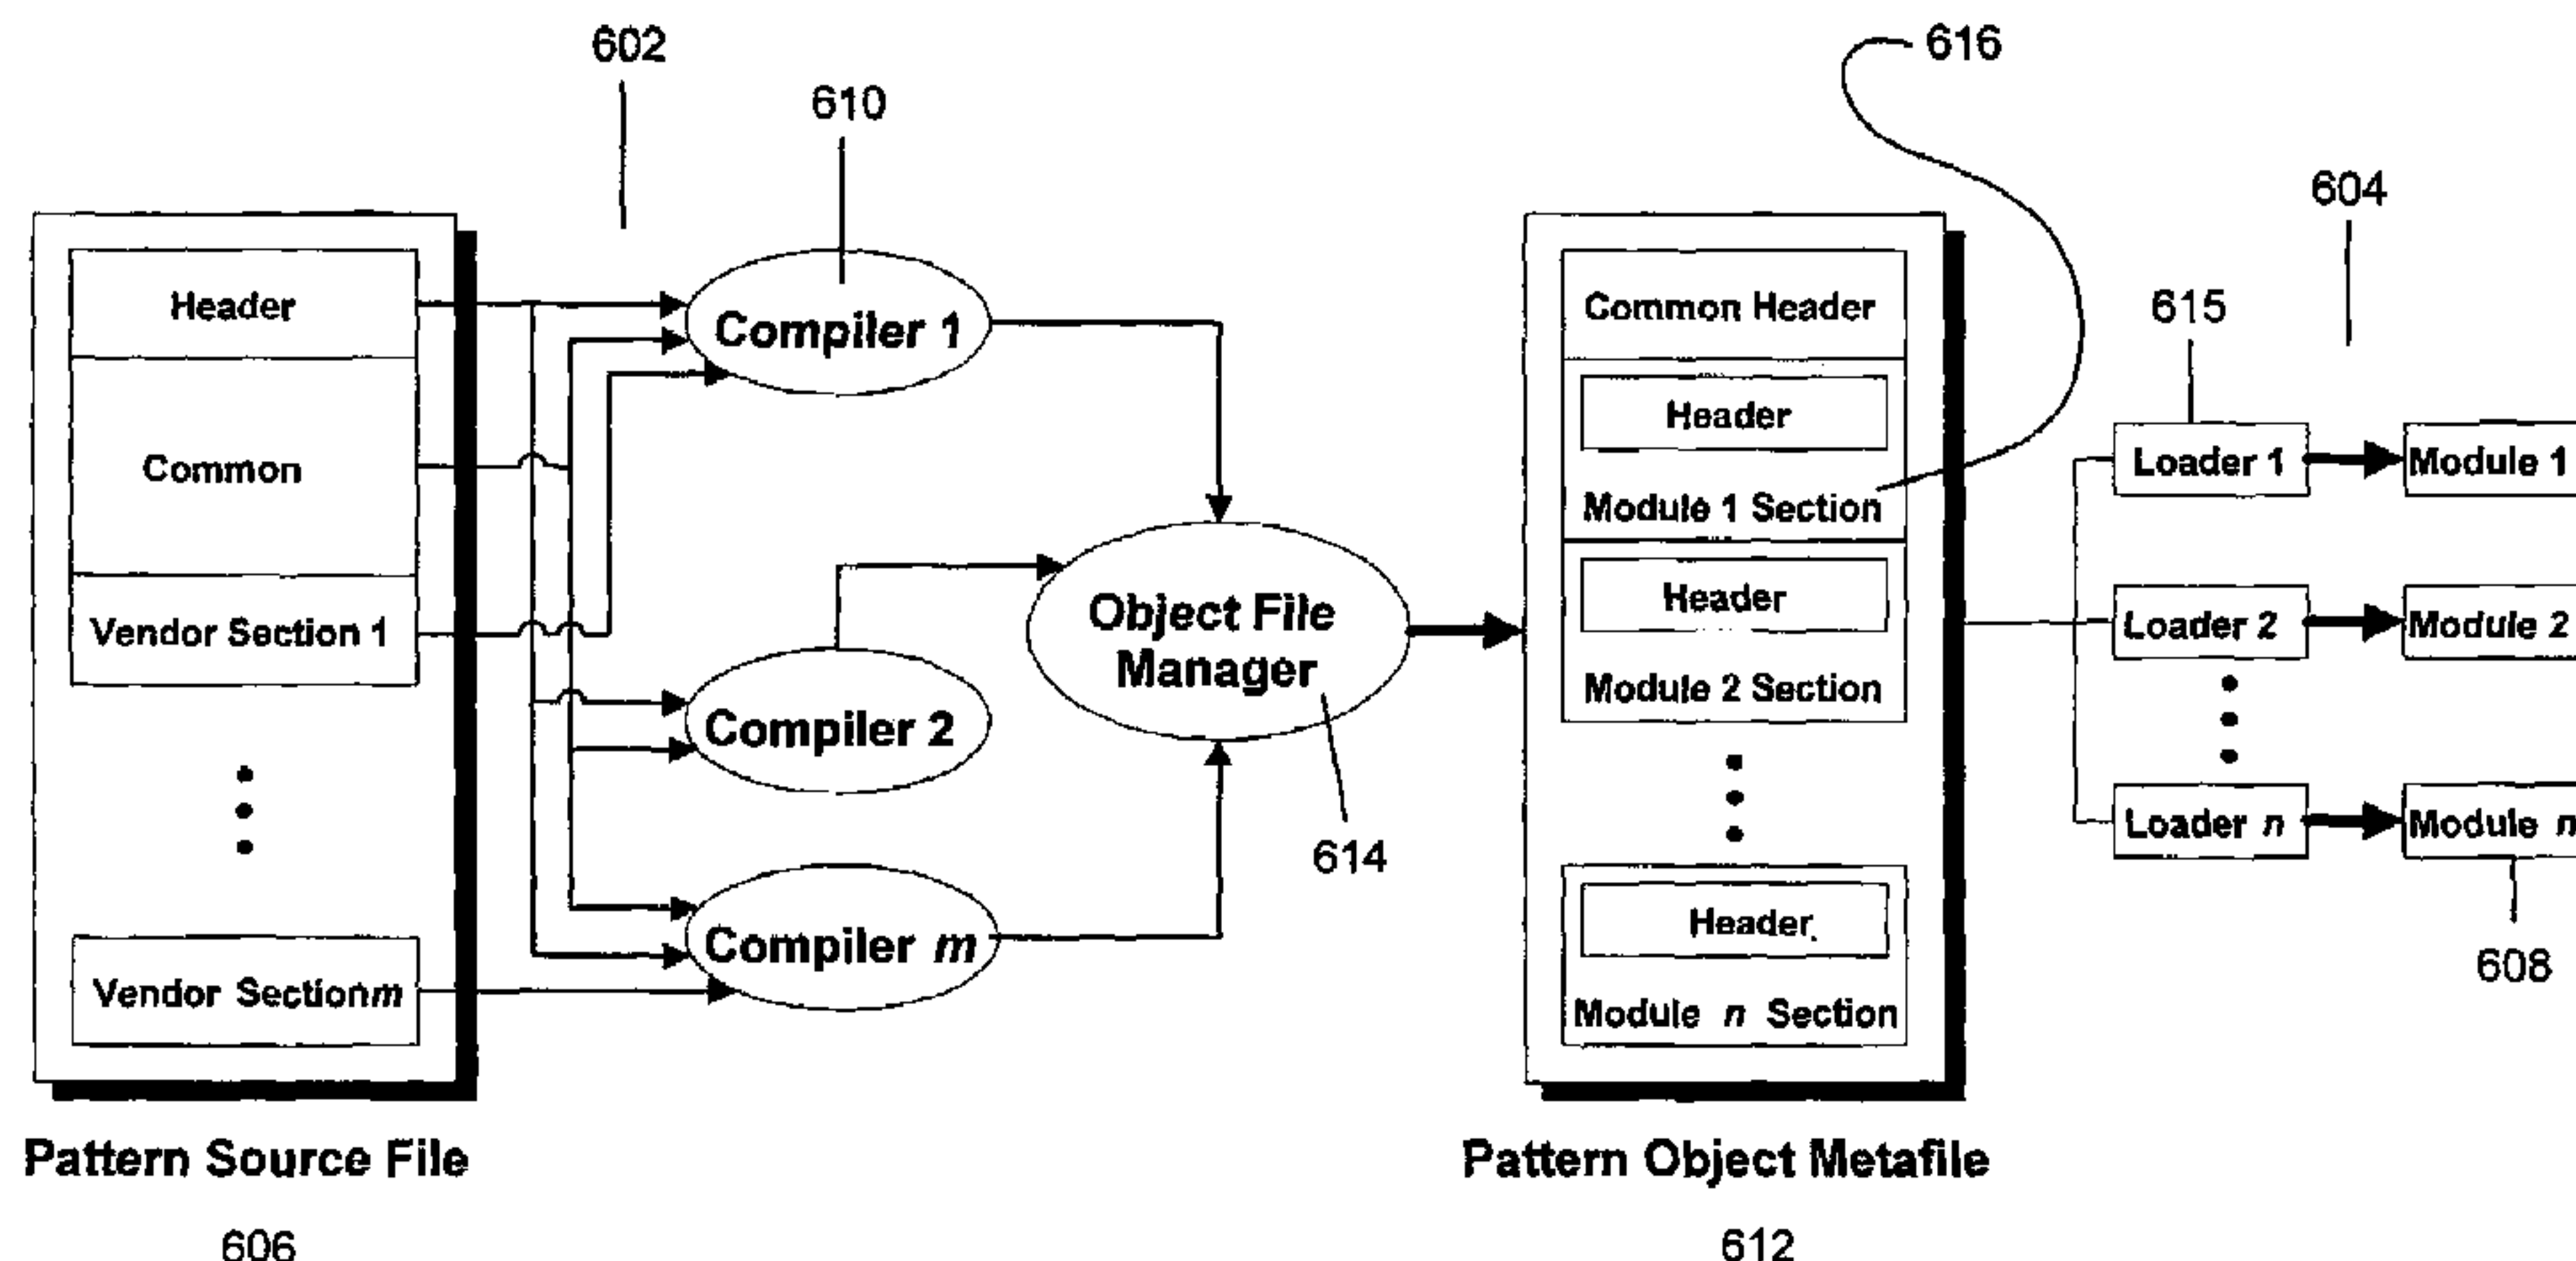 602
610
616
604
615
Header
Common
Vendor Section 1
Vendor Section m
Compiler 1
Compiler 2
Compiler m
Object File
Manager
614
Common Header
Header
Module 1 Section
Header
Module 2 Section
Header
Module n Section
Loader 1
Module 1
Loader 2
Module 2
Loader n
Module n
608
Pattern Source File
606
Pattern Object Metafile
612